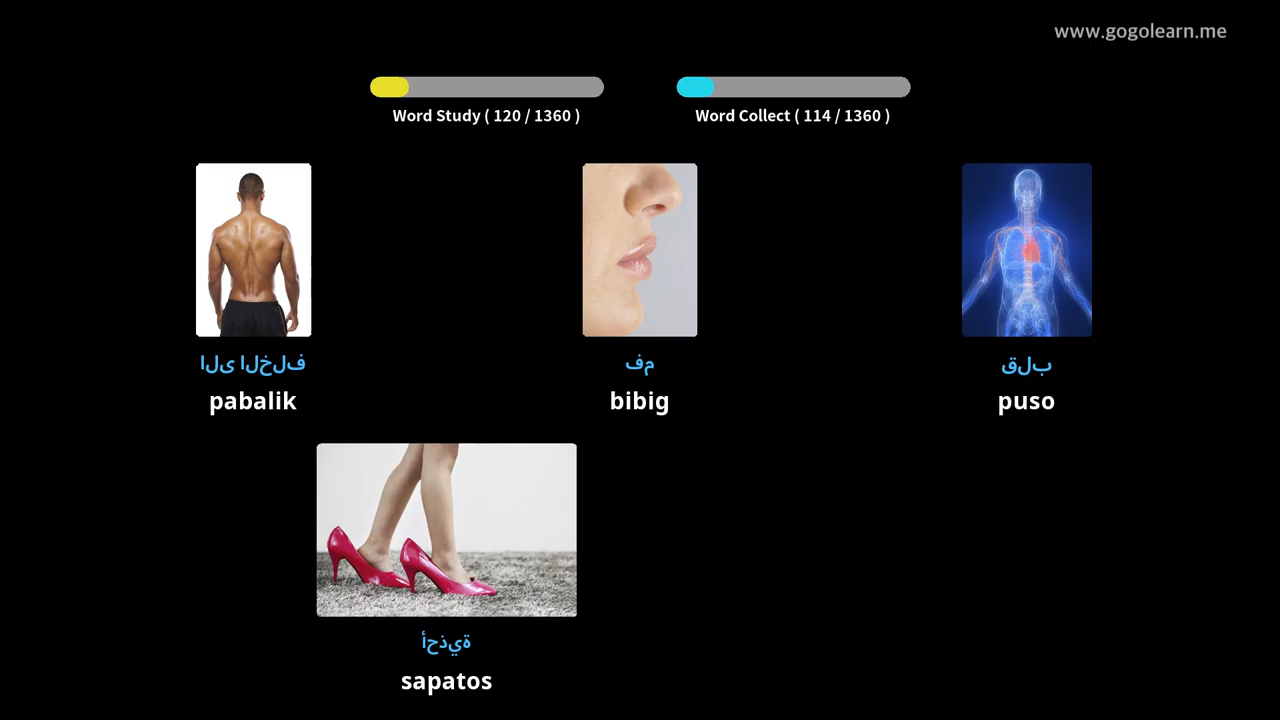 www.gogolearn.me
Word Study ( 120 / 1360 )
Word Collect ( 114 / 1360 )
الى الخلف
pabalik
فم
bibig
قلب
puso
أحذية
sapatos